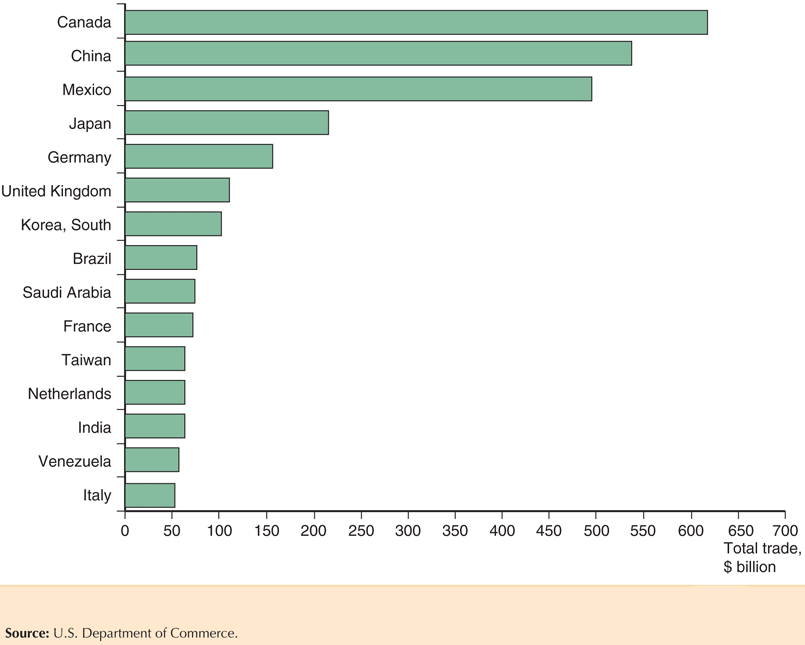 Canada
China
Mexico
Japan
Germany
United Kingdom
Korea, South
Brazil
Saudi Arabia
France
Taiwan
Netherlands
India
Venezuela
Italy
0 50 100 150 200 250 300 350 400 450 500 550 600 650 700
Total trade,
$ billion
Source: U.S. Department of Commerce.